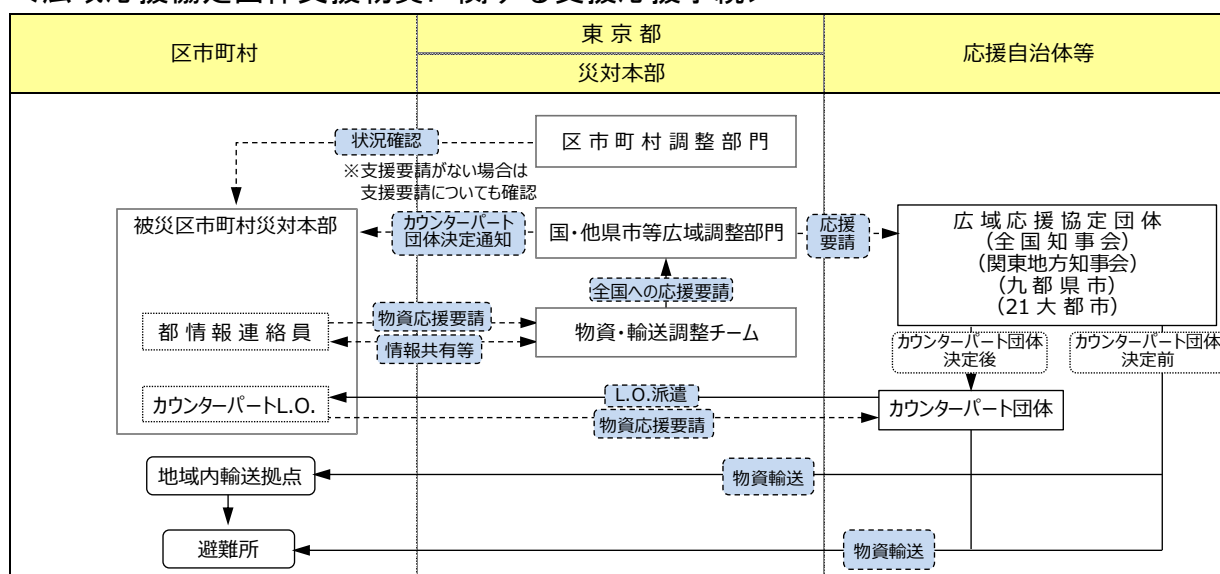 区市町村
東京都
災対本部
応援自治体等
状況確認
区市町村調整部門
※支援要請がない場合は
支援要請についても確認
被災区市町村災対本部
カウンターパート
団体決定通知
国・他県市等広域調整部門
応援
要請
広域応援協定団体
(全国知事会)
(関東地方知事会)
(九都県市)
(21大都市)
全国への応援要請
都情報連絡員
物資応援要請
情報共有等
物資・輸送調整チーム
カウンターパート団体
決定後
カウンターパート団体
決定前
カウンターパートL.O.
L.O.派遣
物資応援要請
カウンターパート団体
地域内輸送拠点
物資輸送
避難所
物資輸送